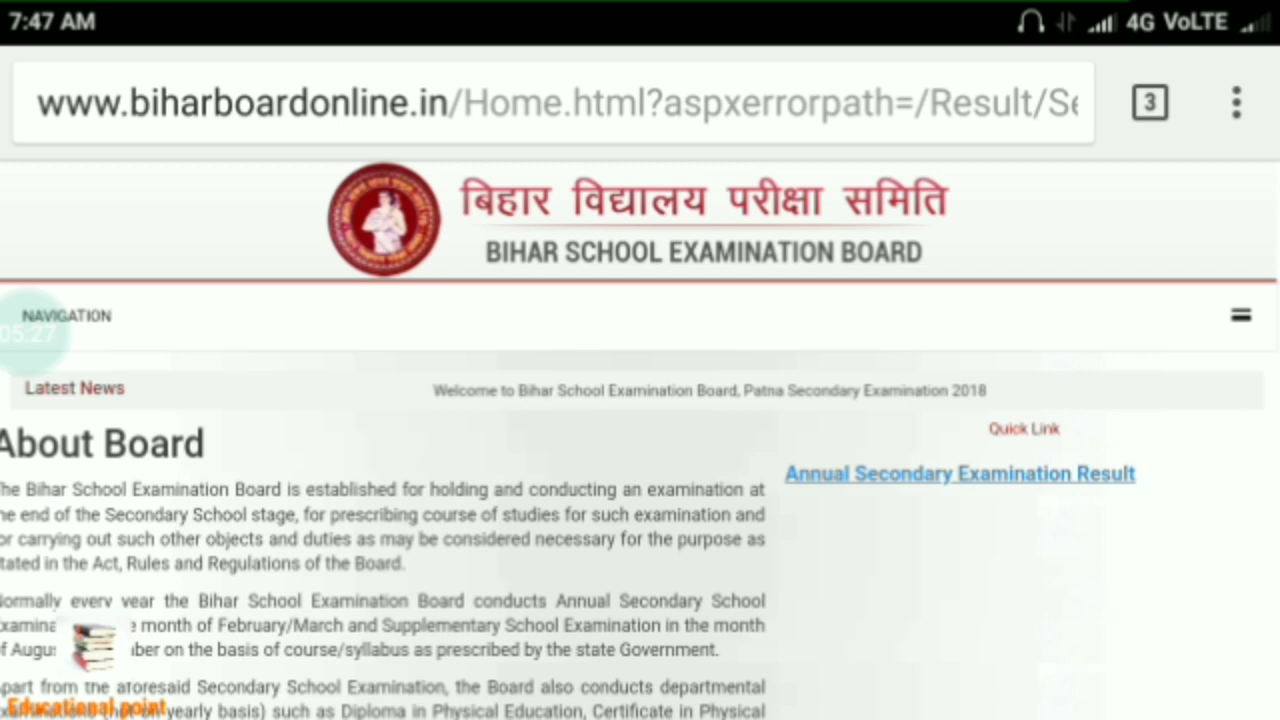 7:47 AM
4G VoLTE
www.biharboardonline.in/Home.html?aspxerrorpath=/Result/Se
3
बिहार विद्यालय परीक्षा समिति
BIHAR SCHOOL EXAMINATION BOARD
NAVIGATION
05:27
Latest News
Welcome to Bihar School Examination Board, Patna Secondary Examination 2018
About Board
Quick Link
Annual Secondary Examination Result
he Bihar School Examination Board is established for holding and conducting an examination at
he end of the Secondary School stage, for prescribing course of studies for such examination and
or carrying out such other objects and duties as may be considered necessary for the purpose as
tated in the Act, Rules and Regulations of the Board.
ormally every year the Bihar School Examination Board conducts Annual Secondary School
xamina e month of February/March and Supplementary School Examination in the month
f Augu ber on the basis of course/syllabus as prescribed by the state Government.
part from the aforesaid Secondary School Examination, the Board also conducts departmental
yearly basis) such as Diploma in Physical Education, Certificate in Physical
Educational point